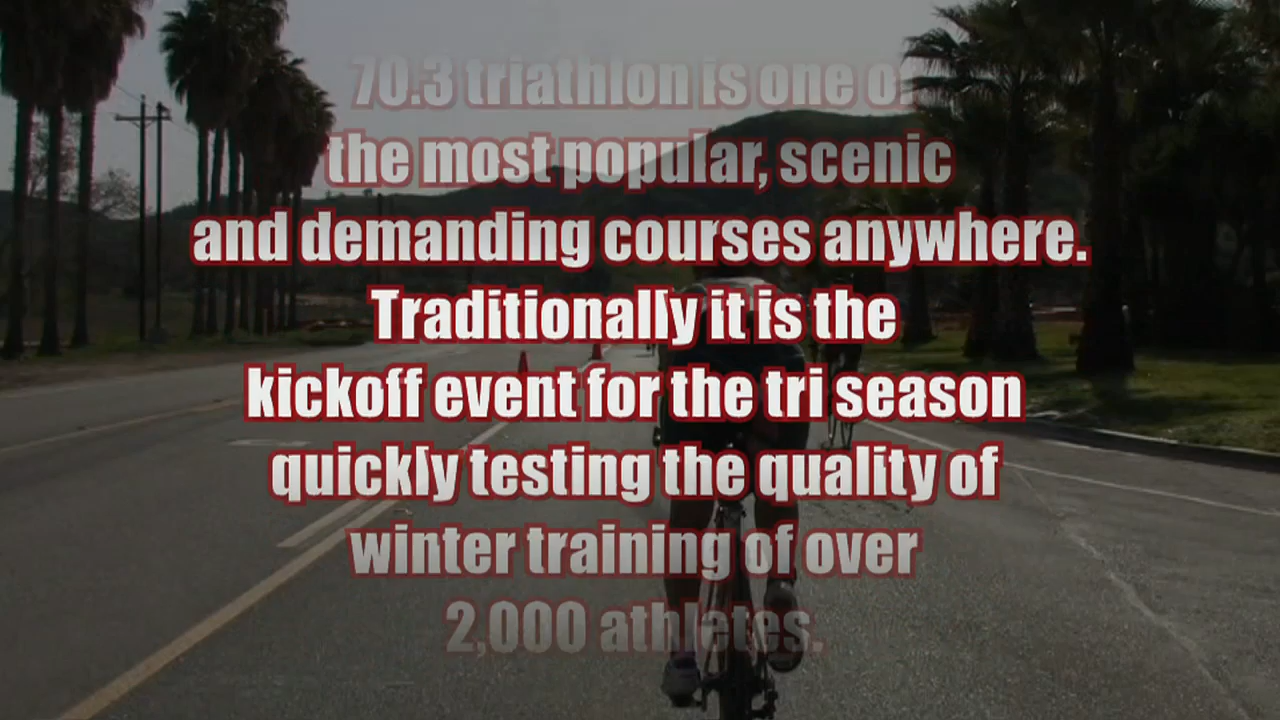 70.3 triathlon is one of
the most popular, scenic
and demanding courses anywhere.
Traditionally it is the
kickoff event for the tri season
quickly testing the quality of
winter training of over
2,000 athletes.